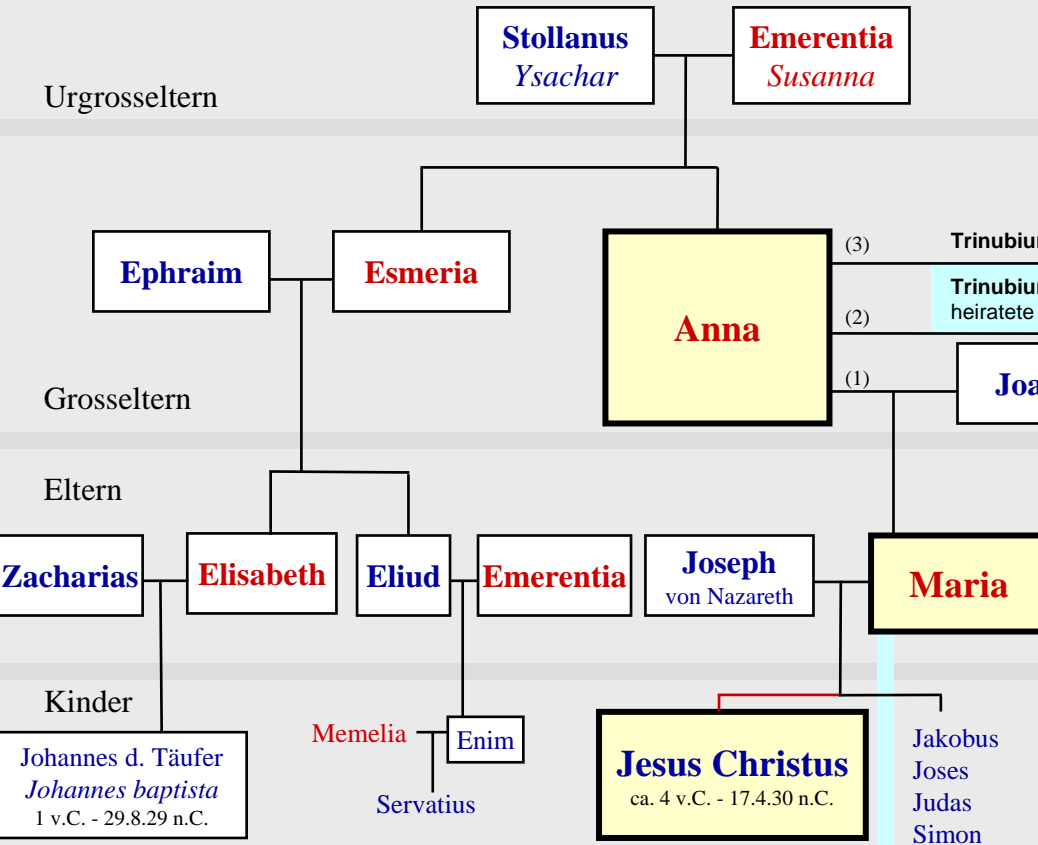 Stollanus
Ysachar
Emerentia
Susanna
Urgrosseltern
Ephraim
Esmeria
Anna
(3)
(2)
heiratete
(1)
Grosseltern
Eltern
Zacharias
Elisabeth
Eliud
Emerentia
Joseph
von Nazareth
Maria
Kinder
Johannes d. Täufer
Johannes baptista
1 v.C. - 29.8.29 n.C.
Memelia
Enim
Servatius
Jesus Christus
ca. 4 v.C. - 17.4.30 n.C.
Jakobus
Joses
Judas
Simon